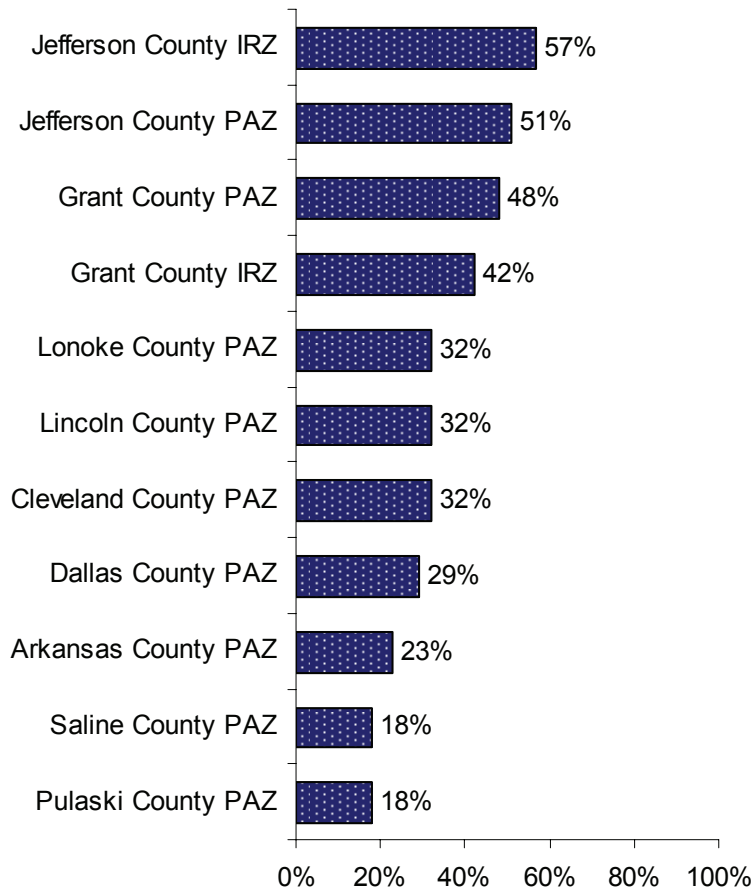 Jefferson County IRZ 57%
Jefferson County PAZ 51%
Grant County PAZ 48%
Grant County IRZ 42%
Lonoke County PAZ 32%
Lincoln County PAZ 32%
Cleveland County PAZ 32%
Dallas County PAZ 29%
Arkansas County PAZ 23%
Saline County PAZ 18%
Pulaski County PAZ 18%
0% 20% 40% 60% 80% 100%